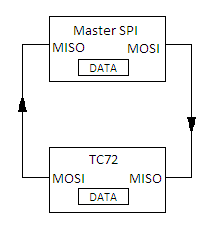 Master SPI
MISO MOSI
DATA
TC72
MOSI MISO
DATA